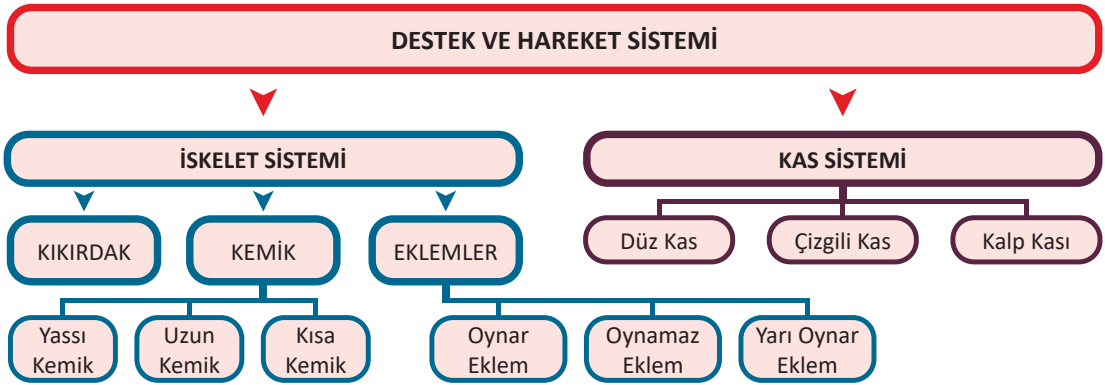 DESTEK VE HAREKET SİSTEMİ
İSKELET SİSTEMİ
KAS SİSTEMİ
KIKIRDAK
KEMİK
EKLEMLER
Düz Kas
Çizgili Kas
Kalp Kası
Yassı
Kemik
Uzun
Kemik
Kısa
Kemik
Oynar
Eklem
Oynamaz
Eklem
Yarı Oynar
Eklem